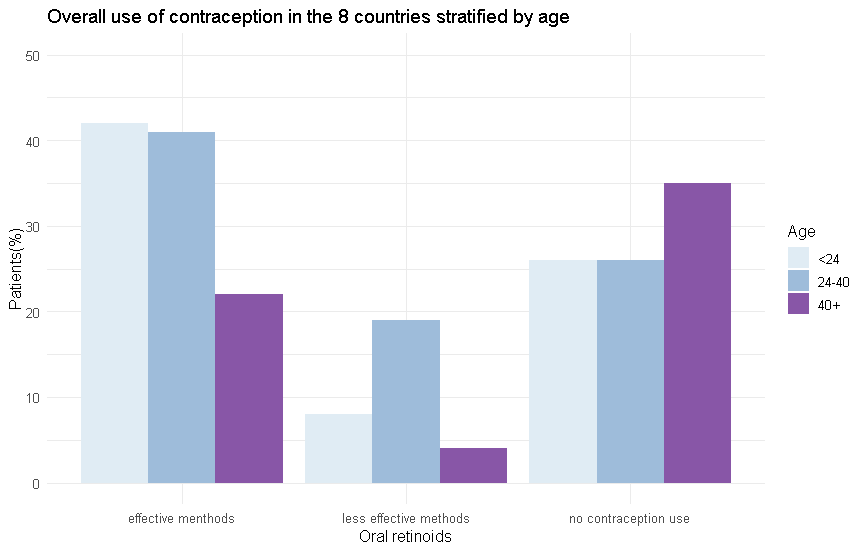 Overall use of contraception in the 8 countries stratified by age
50
40
30
20
10
0
Patients(%)
effective menthods
less effective methods
no contraception use
Oral retinoids
Age
<24
24-40
40+